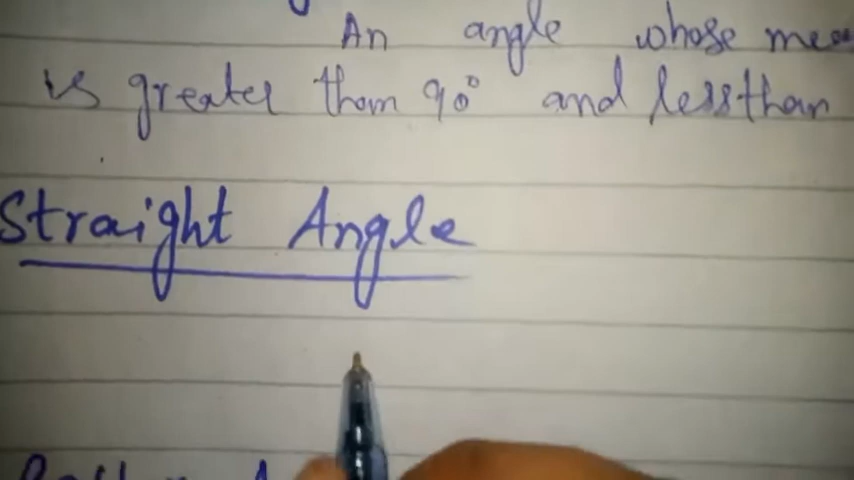 An angle whose
is greater than 90° and less than
Straight Angle